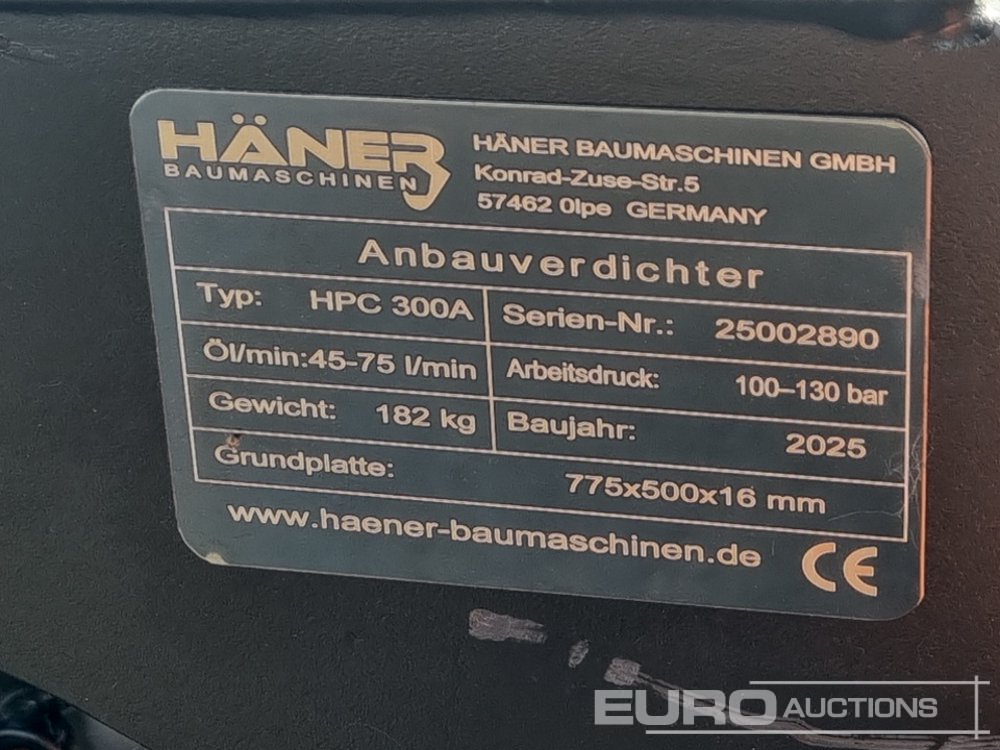 HÄNER
BAUMASCHINEN
HÄNER BAUMASCHINEN GMBH
Konrad-Zuse-Str.5
57462 Olpe GERMANY
Anbauverdichter
Typ: HPC 300A
Serien-Nr.: 25002890
Öl/min:45-75 l/min
Arbeitsdruck: 100–130 bar
Gewicht: 182 kg
Baujahr: 2025
Grundplatte: 775x500x16 mm
www.haener-baumaschinen.de
CE
EURO AUCTIONS